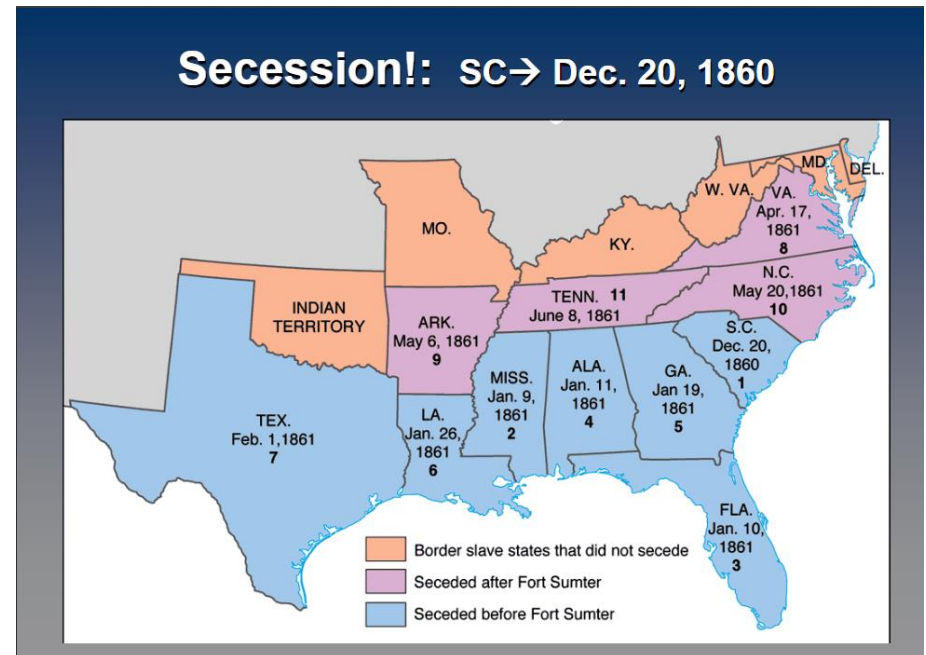 Secession!: SC→ Dec. 20, 1860
MO.
KY.
W. VA.
MD
DEL.
VA.
Apr. 17,
1861
8
INDIAN
TERRITORY
ARK.
May 6, 1861
9
TENN. 11
June 8, 1861
N.C.
May 20,1861
10
S.C.
Dec. 20,
1860
1
TEX.
Feb. 1,1861
7
LA.
Jan. 26,
1861
6
MISS.
Jan. 9,
1861
2
ALA.
Jan. 11,
1861
4
GA.
Jan 19,
1861
5
FLA.
Jan. 10,
1861
3
Border slave states that did not secede
Seceded after Fort Sumter
Seceded before Fort Sumter